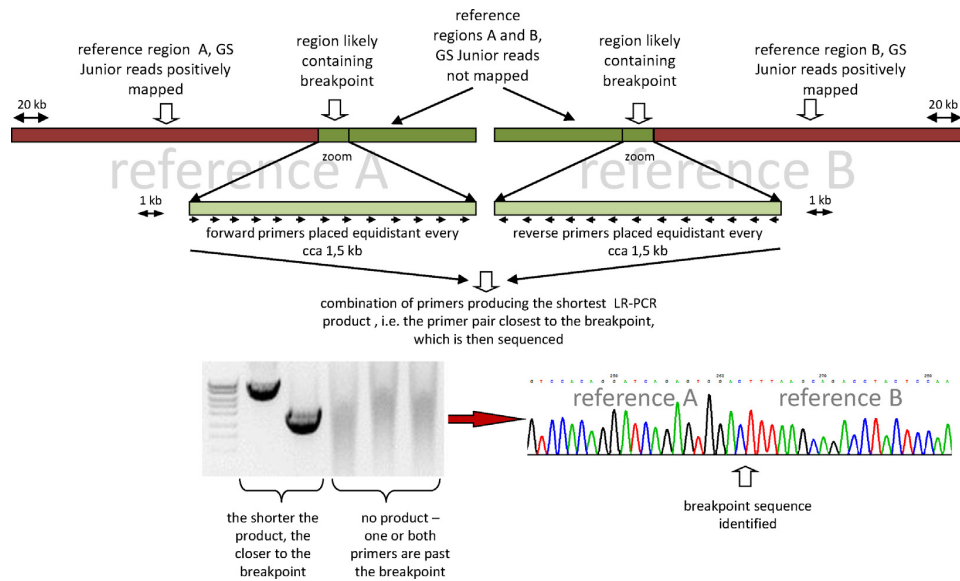 reference region A, GS
Junior reads positively
mapped
region likely
containing
breakpoint
reference
regions A and B,
GS Junior reads
not mapped
region likely
containing
breakpoint
reference region B, GS
Junior reads positively
mapped
20 kb
20 kb
zoom
zoom
reference A
reference B
1 kb
1 kb
forward primers placed equidistant every
cca 1,5 kb
reverse primers placed equidistant every
cca 1,5 kb
combination of primers producing the shortest LR-PCR
product , i.e. the primer pair closest to the breakpoint,
which is then sequenced
reference A
reference B
the shorter the
product, the
closer to the
breakpoint
no product –
one or both
primers are past
the breakpoint
breakpoint sequence
identified